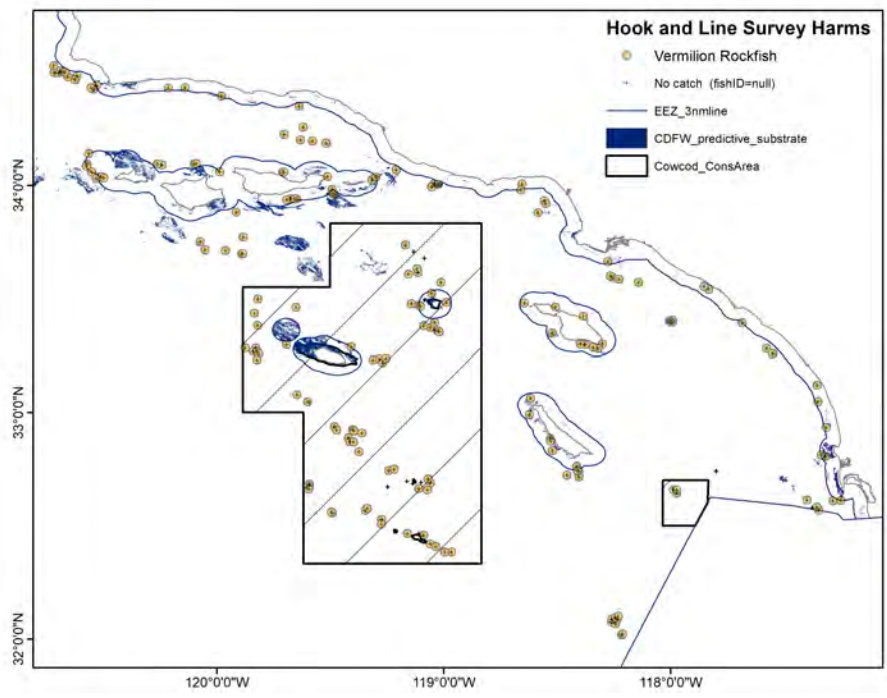 Hook and Line Survey Harms
Vermilion Rockfish
No catch (fishID=null)
EEZ_3nmline
CDFW_predictive_substrate
Cowcod_ConsArea
34°0'0"N
33°0'0"N
32°0'0"N
120°0'0"W
119°0'0"W
118°0'0"W